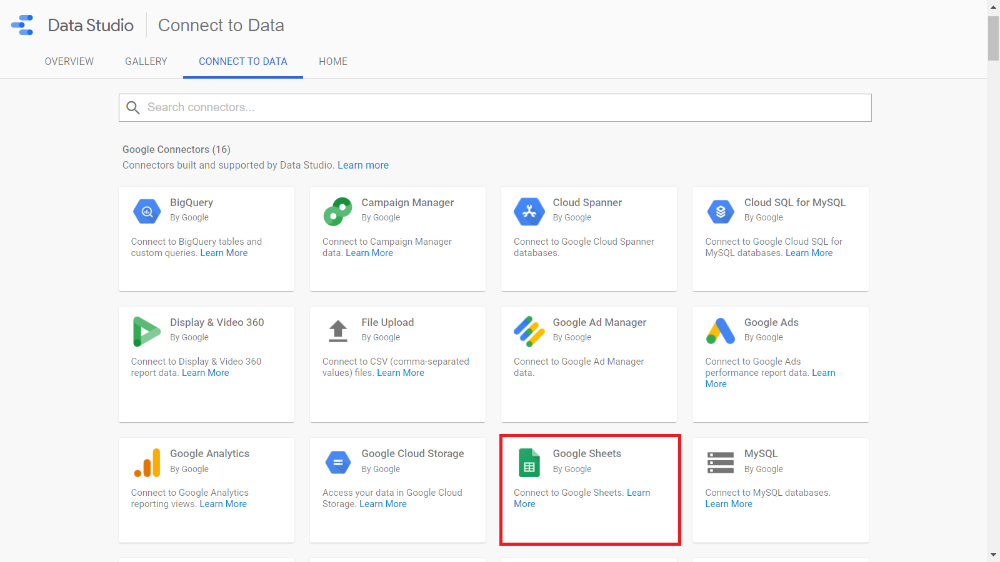 Data Studio
Connect to Data
OVERVIEW
GALLERY
CONNECT TO DATA
HOME
Search connectors...
Google Connectors (16)
Connectors built and supported by Data Studio. Learn more
BigQuery
By Google
Connect to BigQuery tables and
custom queries. Learn More
Campaign Manager
By Google
Connect to Campaign Manager
data. Learn More
Cloud Spanner
By Google
Connect to Google Cloud Spanner
databases.
Cloud SQL for MySQL
By Google
Connect to Google Cloud SQL for
MySQL databases. Learn More
Display & Video 360
By Google
Connect to Display & Video 360
report data. Learn More
File Upload
By Google
Connect to CSV (comma-separated
values) files. Learn More
Google Ad Manager
By Google
Connect to Google Ad Manager
data.
Google Ads
By Google
Connect to Google Ads
performance report data. Learn
More
Google Analytics
By Google
Connect to Google Analytics
reporting views. Learn More
Google Cloud Storage
By Google
Access your data in Google Cloud
Storage. Learn More
Google Sheets
By Google
Connect to Google Sheets. Learn
More
MySQL
By Google
Connect to MySQL databases.
Learn More